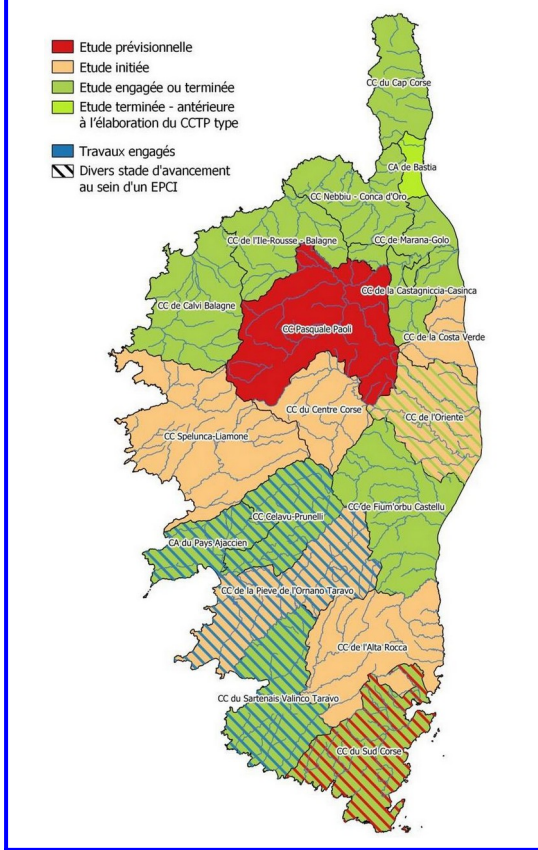 Etude prévisionnelle
Etude initiée
Etude engagée ou terminée
Etude terminée - antérieure
à l'élaboration du CCTP type
Travaux engagés
Divers stade d'avancement
au sein d'un EPCI
CC du Cap Corse
CA de Bastia
CC Nebbiu - Conca d'Oro
CC de l'Ile-Rousse - Balagne
CC de Marana-Golo
CC de la Castagniccia-Casinca
CC de Calvi Balagne
CC Pasquale Paoli
CC de la Costa Verde
CC du Centre Corse
CC de l'Oriente
CC Spelunca-Liamone
CC de Fium'orbu Castellu
CC Celavu-Prunelli
CA du Pays Ajaccien
CC de la Pieve de l'Ornano Taravo
CC de l'Alta Rocca
CC du Sartenais Valinco Taravo
CC du Sud Corse